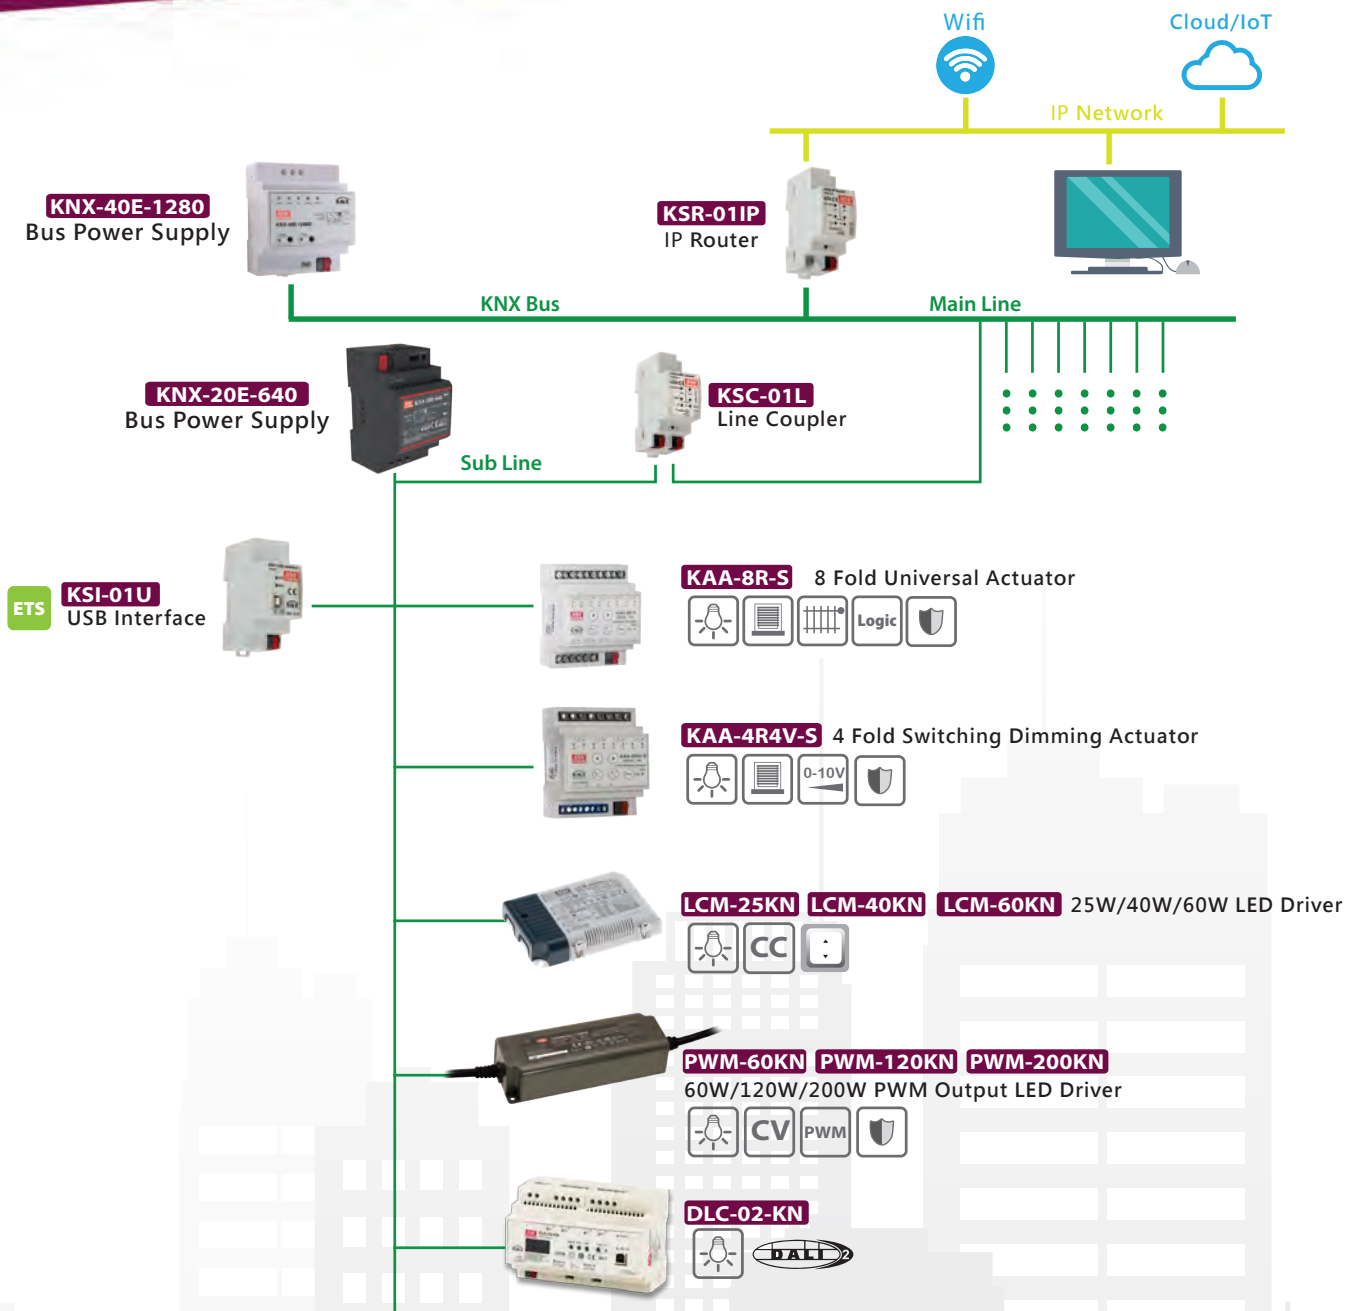 Wifi
Cloud/IoT
IP Network
KNX-40E-1280
Bus Power Supply
KSR-01IP
IP Router
KNX Bus
Main Line
KNX-20E-640
Bus Power Supply
KSC-01L
Line Coupler
Sub Line
ETS
KSI-01U
USB Interface
KAA-8R-S 8 Fold Universal Actuator
Logic
KAA-4R4V-S 4 Fold Switching Dimming Actuator
0-10V
LCM-25KN LCM-40KN LCM-60KN 25W/40W/60W LED Driver
CC
PWM-60KN PWM-120KN PWM-200KN
60W/120W/200W PWM Output LED Driver
CV PWM
DLC-02-KN
DALI 2